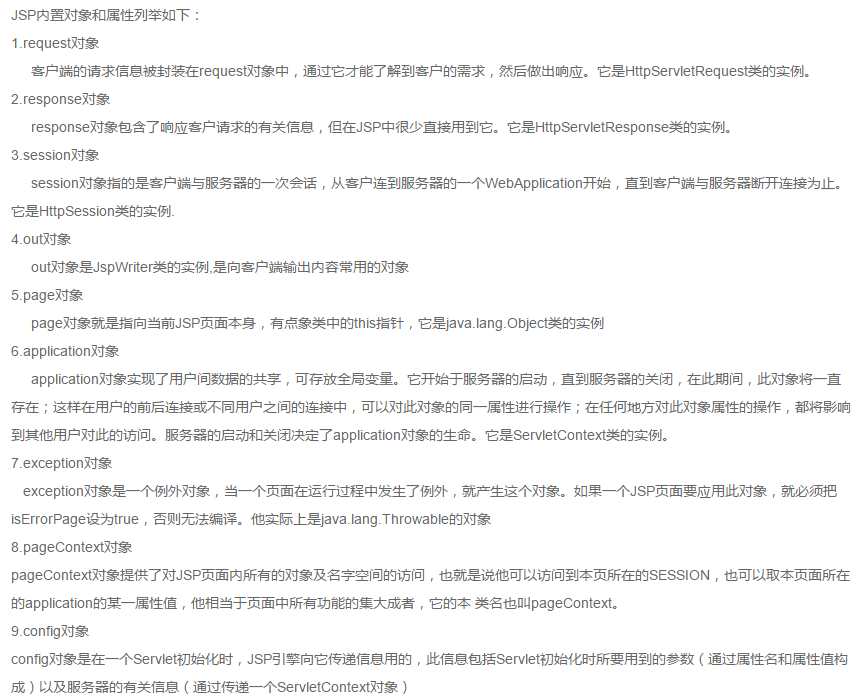 JSP内置对象和属性列举如下：
1.request对象
客户端的请求信息被封装在request对象中，通过它才能了解到客户的需求，然后做出响应。它是HttpServletRequest类的实例。
2.response对象
response对象包含了响应客户请求的有关信息，但在JSP中很少直接用到它。它是HttpServletResponse类的实例。
3.session对象
session对象指的是客户端与服务器的一次会话，从客户连到服务器的一个WebApplication开始，直到客户端与服务器断开连接为止。
它是HttpSession类的实例.
4.out对象
out对象是JspWriter类的实例,是向客户端输出内容常用的对象
5.page对象
page对象就是指向当前JSP页面本身，有点象类中的this指针，它是java.lang.Object类的实例
6.application对象
application对象实现了用户间数据的共享，可存放全局变量。它开始于服务器的启动，直到服务器的关闭，在此期间，此对象将一直
存在；这样在用户的前后连接或不同用户之间的连接中，可以对此对象的同一属性进行操作；在任何地方对此对象属性的操作，都将影响
到其他用户对此的访问。服务器的启动和关闭决定了application对象的生命。它是ServletContext类的实例。
7.exception对象
exception对象是一个例外对象，当一个页面在运行过程中发生了例外，就产生这个对象。如果一个JSP页面要应用此对象，就必须把
isErrorPage设为true，否则无法编译。他实际上是java.lang.Throwable的对象
8.pageContext对象
pageContext对象提供了对JSP页面内所有的对象及名字空间的访问，也就是说他可以访问到本页所在的SESSION，也可以取本页面所在
的application的某一属性值，他相当于页面中所有功能的集大成者，它的本 类名也叫pageContext。
9.config对象
config对象是在一个Servlet初始化时，JSP引擎向它传递信息用的，此信息包括Servlet初始化时所要用到的参数（通过属性名和属性值构
成）以及服务器的有关信息（通过传递一个ServletContext对象）